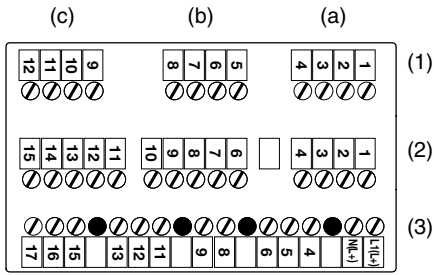 (c) (b) (a)
12 11 10 9 8 7 6 5 4 3 2 1 (1)
15 14 13 12 11 10 9 8 7 6 4 3 2 1 (2)
(3)
17 16 15 13 12 11 9 8 6 5 4 N(L+) L1(L+)